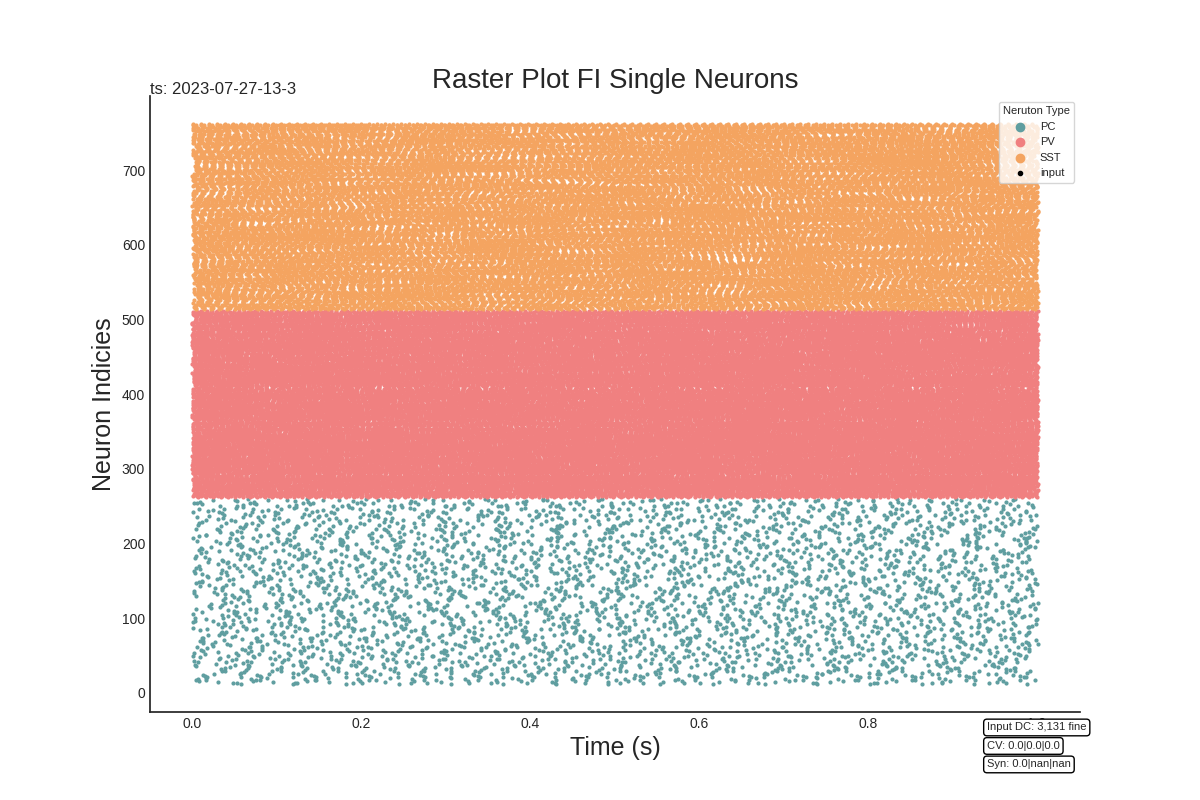 Raster Plot FI Single Neurons
ts: 2023-07-27-13-3
Neruton Type
PC
PV
SST
input
Neuron Indicies
700
600
500
400
300
200
100
0
0.0 0.2 0.4 0.6 0.8
Time (s)
Input DC: 3,131 fine
CV: 0.0|0.0|0.0
Syn: 0.0|nan|nan